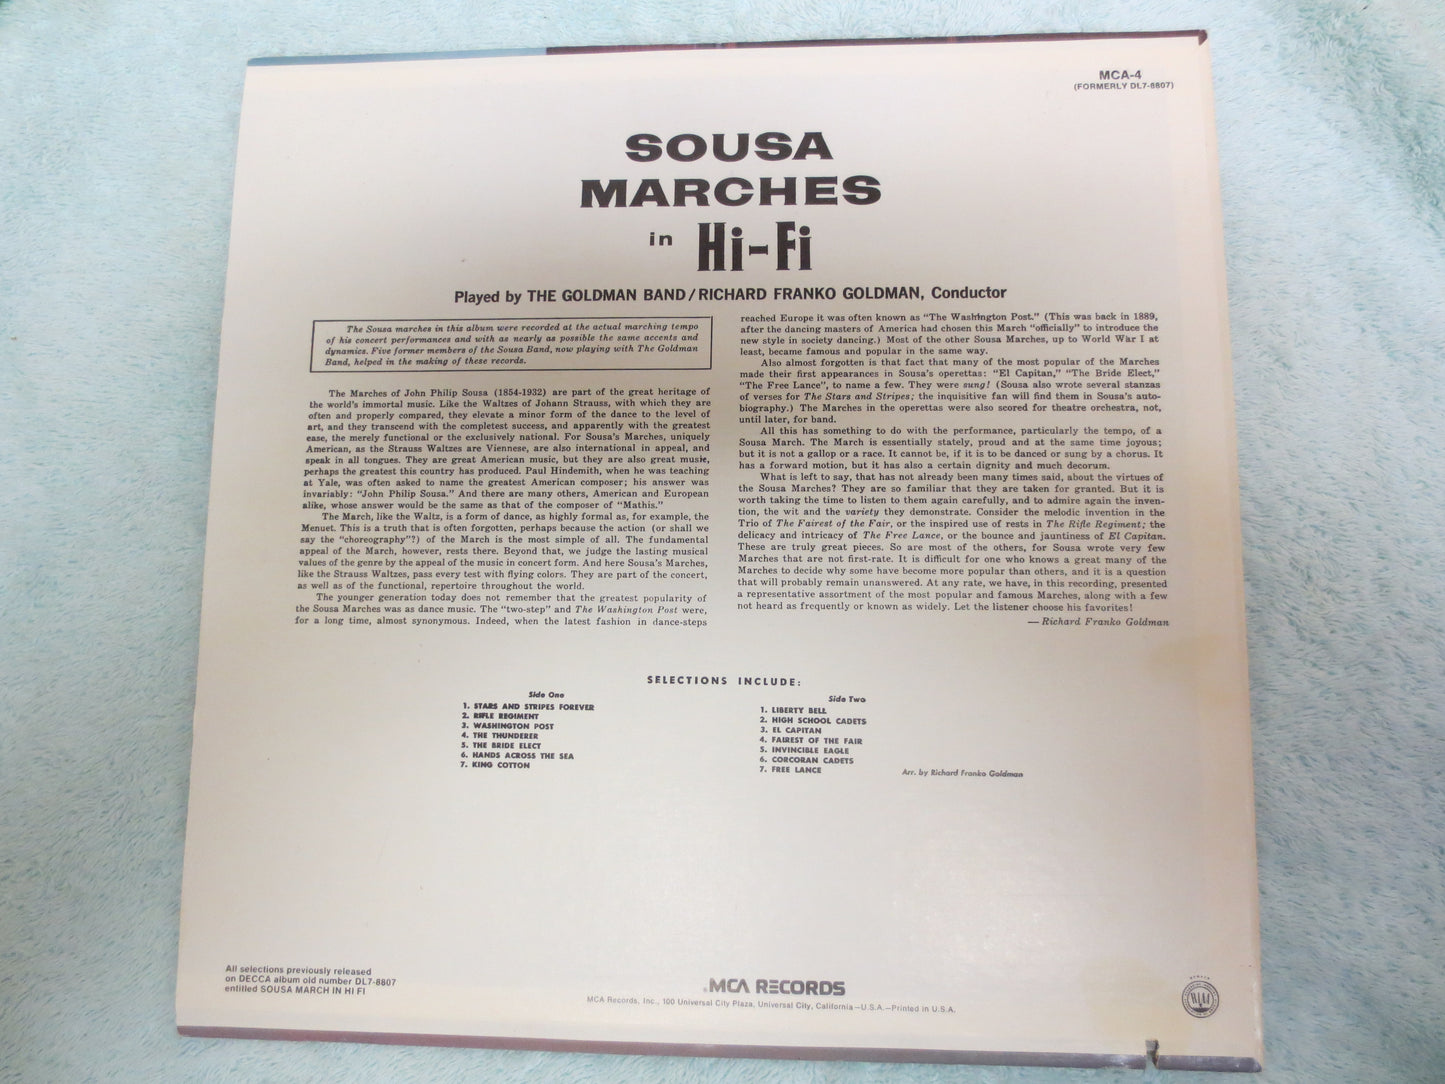 MCA-4
(FORMERLY DL7-8807)
SOUSA
MARCHES
in Hi-Fi
Played by THE GOLDMAN BAND/RICHARD FRANKO GOLDMAN, Conductor
The Sousa marches in this album were recorded at the actual marching tempo
of his concert performances and with as nearly as possible the same accents and
dynamics. Five former members of the Sousa Band, now playing with The Goldman
Band, helped in the making of these records.
The Marches of John Philip Sousa (1854-1932) are part of the great heritage of
the world's immortal music. Like the Waltzes of Johann Strauss, with which they are
often and properly compared, they elevate a minor form of the dance to the level of
art, and they transcend with the completest success, and apparently with the greatest
ease, the merely functional or the exclusively national. For Sousa's Marches, uniquely
American, as the Strauss Waltzes are Viennese, are also international in appeal, and
speak in all tongues. They are great American music, but they are also great music,
perhaps the greatest this country has produced. Paul Hindemith, when he was teaching
at Yale, was often asked to name the greatest American composer; his answer was
invariably: "John Philip Sousa." And there are many others, American and European
alike, whose answer would be the same as that of the composer of "Mathis."
The March, like the Waltz, is a form of dance, as highly formal as, for example, the
Menuet. This is a truth that is often forgotten, perhaps because the action (or shall we
say the "choreography"?) of the March is the most simple of all. The fundamental
appeal of the March, however, rests there. Beyond that, we judge the lasting musical
values of the genre by the appeal of the music in concert form. And here Sousa's Marches,
like the Strauss Waltzes, pass every test with flying colors. They are part of the concert,
as well as of the functional, repertoire throughout the world.
The younger generation today does not remember that the greatest popularity of
the Sousa Marches was as dance music. The "two-step" and The Washington Post were,
for a long time, almost synonymous. Indeed, when the latest fashion in dance-steps
reached Europe it was often known as "The Washington Post." (This was back in 1889,
after the dancing masters of America had chosen this March "officially" to introduce the
new style in society dancing.) Most of the other Sousa Marches, up to World War I at
least, became famous and popular in the same way.
Also almost forgotten is that fact that many of the most popular of the Marches
made their first appearances in Sousa's operettas: "El Capitan," "The Bride Elect,"
"The Free Lance", to name a few. They were sung! (Sousa also wrote several stanzas
of verses for The Stars and Stripes; the inquisitive fan will find them in Sousa's auto-
biography.) The Marches in the operettas were also scored for theatre orchestra, not,
until later, for band.
All this has something to do with the performance, particularly the tempo, of a
Sousa March. The March is essentially stately, proud and at the same time joyous;
but it is not a gallop or a race. It cannot be, if it is to be danced or sung by a chorus. It
has a forward motion, but it has also a certain dignity and much decorum.
What is left to say, that has not already been many times said, about the virtues of
the Sousa Marches? They are so familiar that they are taken for granted. But it is
worth taking the time to listen to them again carefully, and to admire again the inven-
tion, the wit and the variety they demonstrate. Consider the melodic invention in the
Trio of The Fairest of the Fair, or the inspired use of rests in The Rifle Regiment; the
delicacy and intricacy of The Free Lance, or the bounce and jauntiness of El Capitan.
These are truly great pieces. So are most of the others, for Sousa wrote very few
Marches that are not first-rate. It is difficult for one who knows a great many of the
Marches to decide why some have become more popular than others, and it is a question
that will probably remain unanswered. At any rate, we have, in this recording, presented
a representative assortment of the most popular and famous Marches, along with a few
not heard as frequently or known as widely. Let the listener choose his favorites!
— Richard Franko Goldman
SELECTIONS INCLUDE:
Side One
1. STARS AND STRIPES FOREVER
2. RIFLE REGIMENT
3. WASHINGTON POST
4. THE THUNDERER
5. THE BRIDE ELECT
6. HANDS ACROSS THE SEA
7. KING COTTON
Side Two
1. LIBERTY BELL
2. HIGH SCHOOL CADETS
3. EL CAPITAN
4. FAIREST OF THE FAIR
5. INVINCIBLE EAGLE
6. CORCORAN CADETS
7. FREE LANCE
Arr. by Richard Franko Goldman
All selections previously released
on DECCA album old number DL7-8807
entitled SOUSA MARCH IN HI FI
MCA RECORDS
MCA Records, Inc., 100 Universal City Plaza, Universal City, California—U.S.A.—Printed in U.S.A.